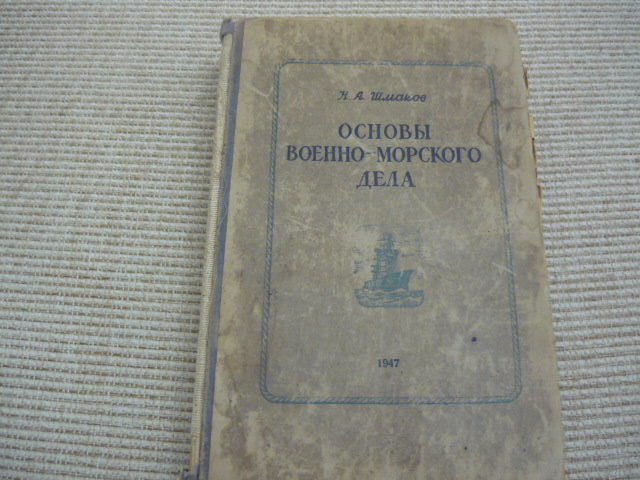 Н. А. Шмаков
ОСНОВЫ
ВОЕННО-МОРСКОГО
ДЕЛА
1947